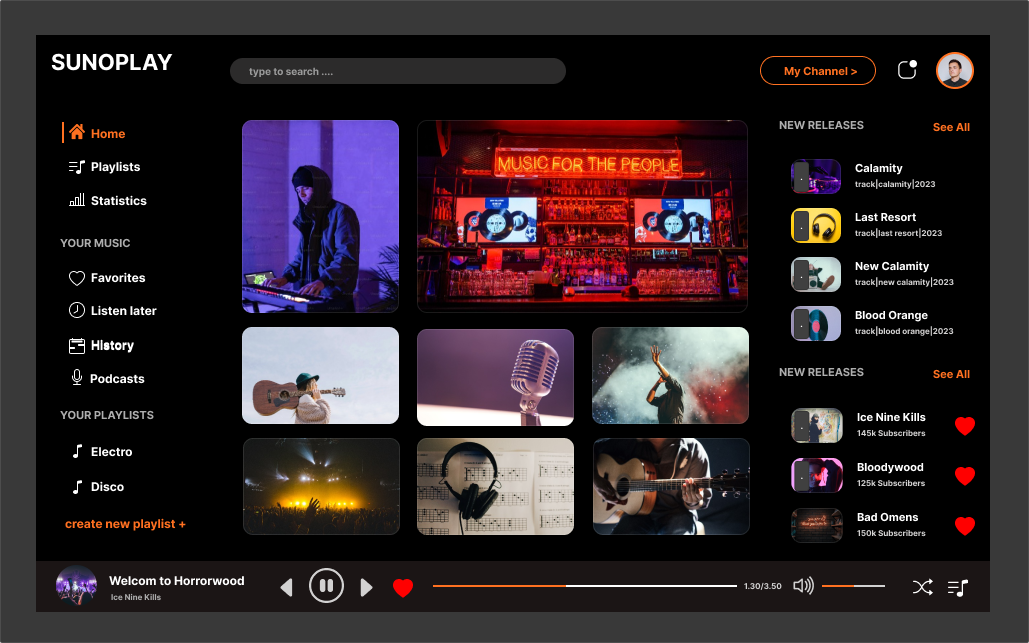 SUNOPLAY
type to search ....
My Channel >
Home
Playlists
Statistics
YOUR MUSIC
Favorites
Listen later
History
Podcasts
YOUR PLAYLISTS
Electro
Disco
create new playlist +
MUSIC FOR THE PEOPLE
NEW RELEASES
See All
Calamity
track|calamity|2023
Last Resort
track|last resort|2023
New Calamity
track|new calamity|2023
Blood Orange
track|blood orange|2023
NEW RELEASES
See All
Ice Nine Kills
145k Subscribers
Bloodywood
125k Subscribers
Bad Omens
150k Subscribers
Welcom to Horrorwood
Ice Nine Kills
1.30/3.50